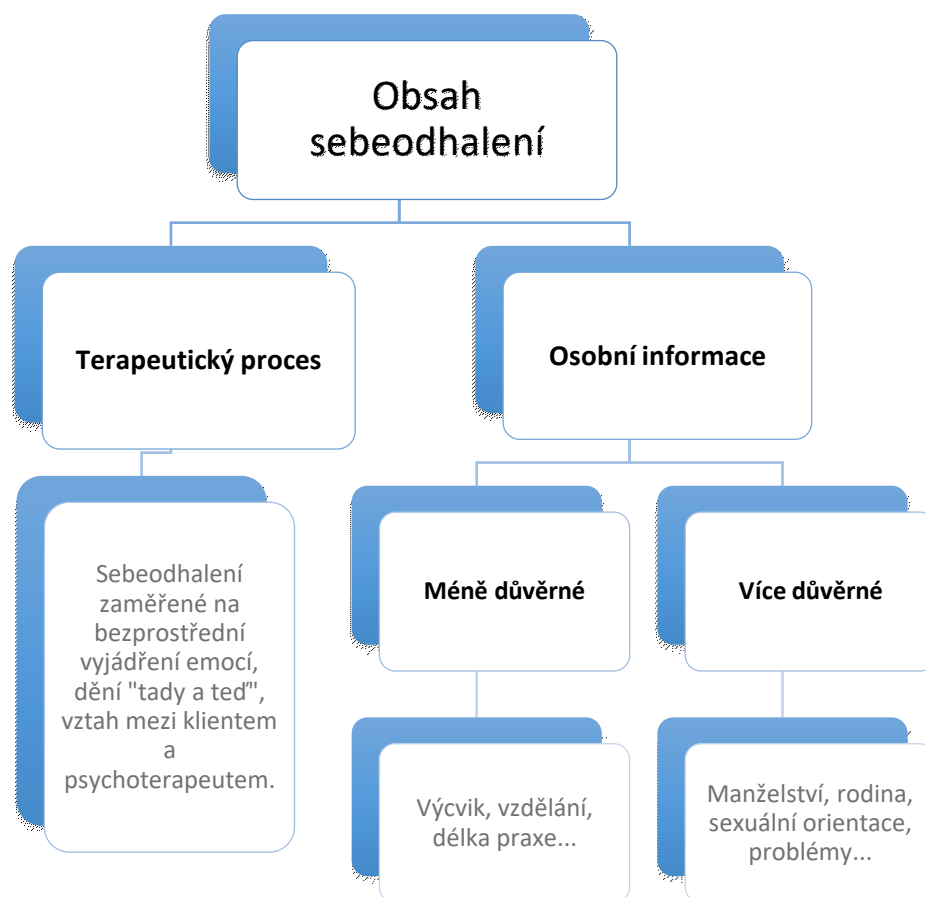 Obsah
sebeodhalení
Terapeutický proces
Osobní informace
Sebeodhalení
zaměřené na
bezprostřední
vyjádření emocí,
dění "tady a teď",
vztah mezi klientem
a
psychoterapeutem.
Méně důvěrné
Více důvěrné
Výcvik, vzdělání,
délka praxe...
Manželství, rodina,
sexuální orientace,
problémy...